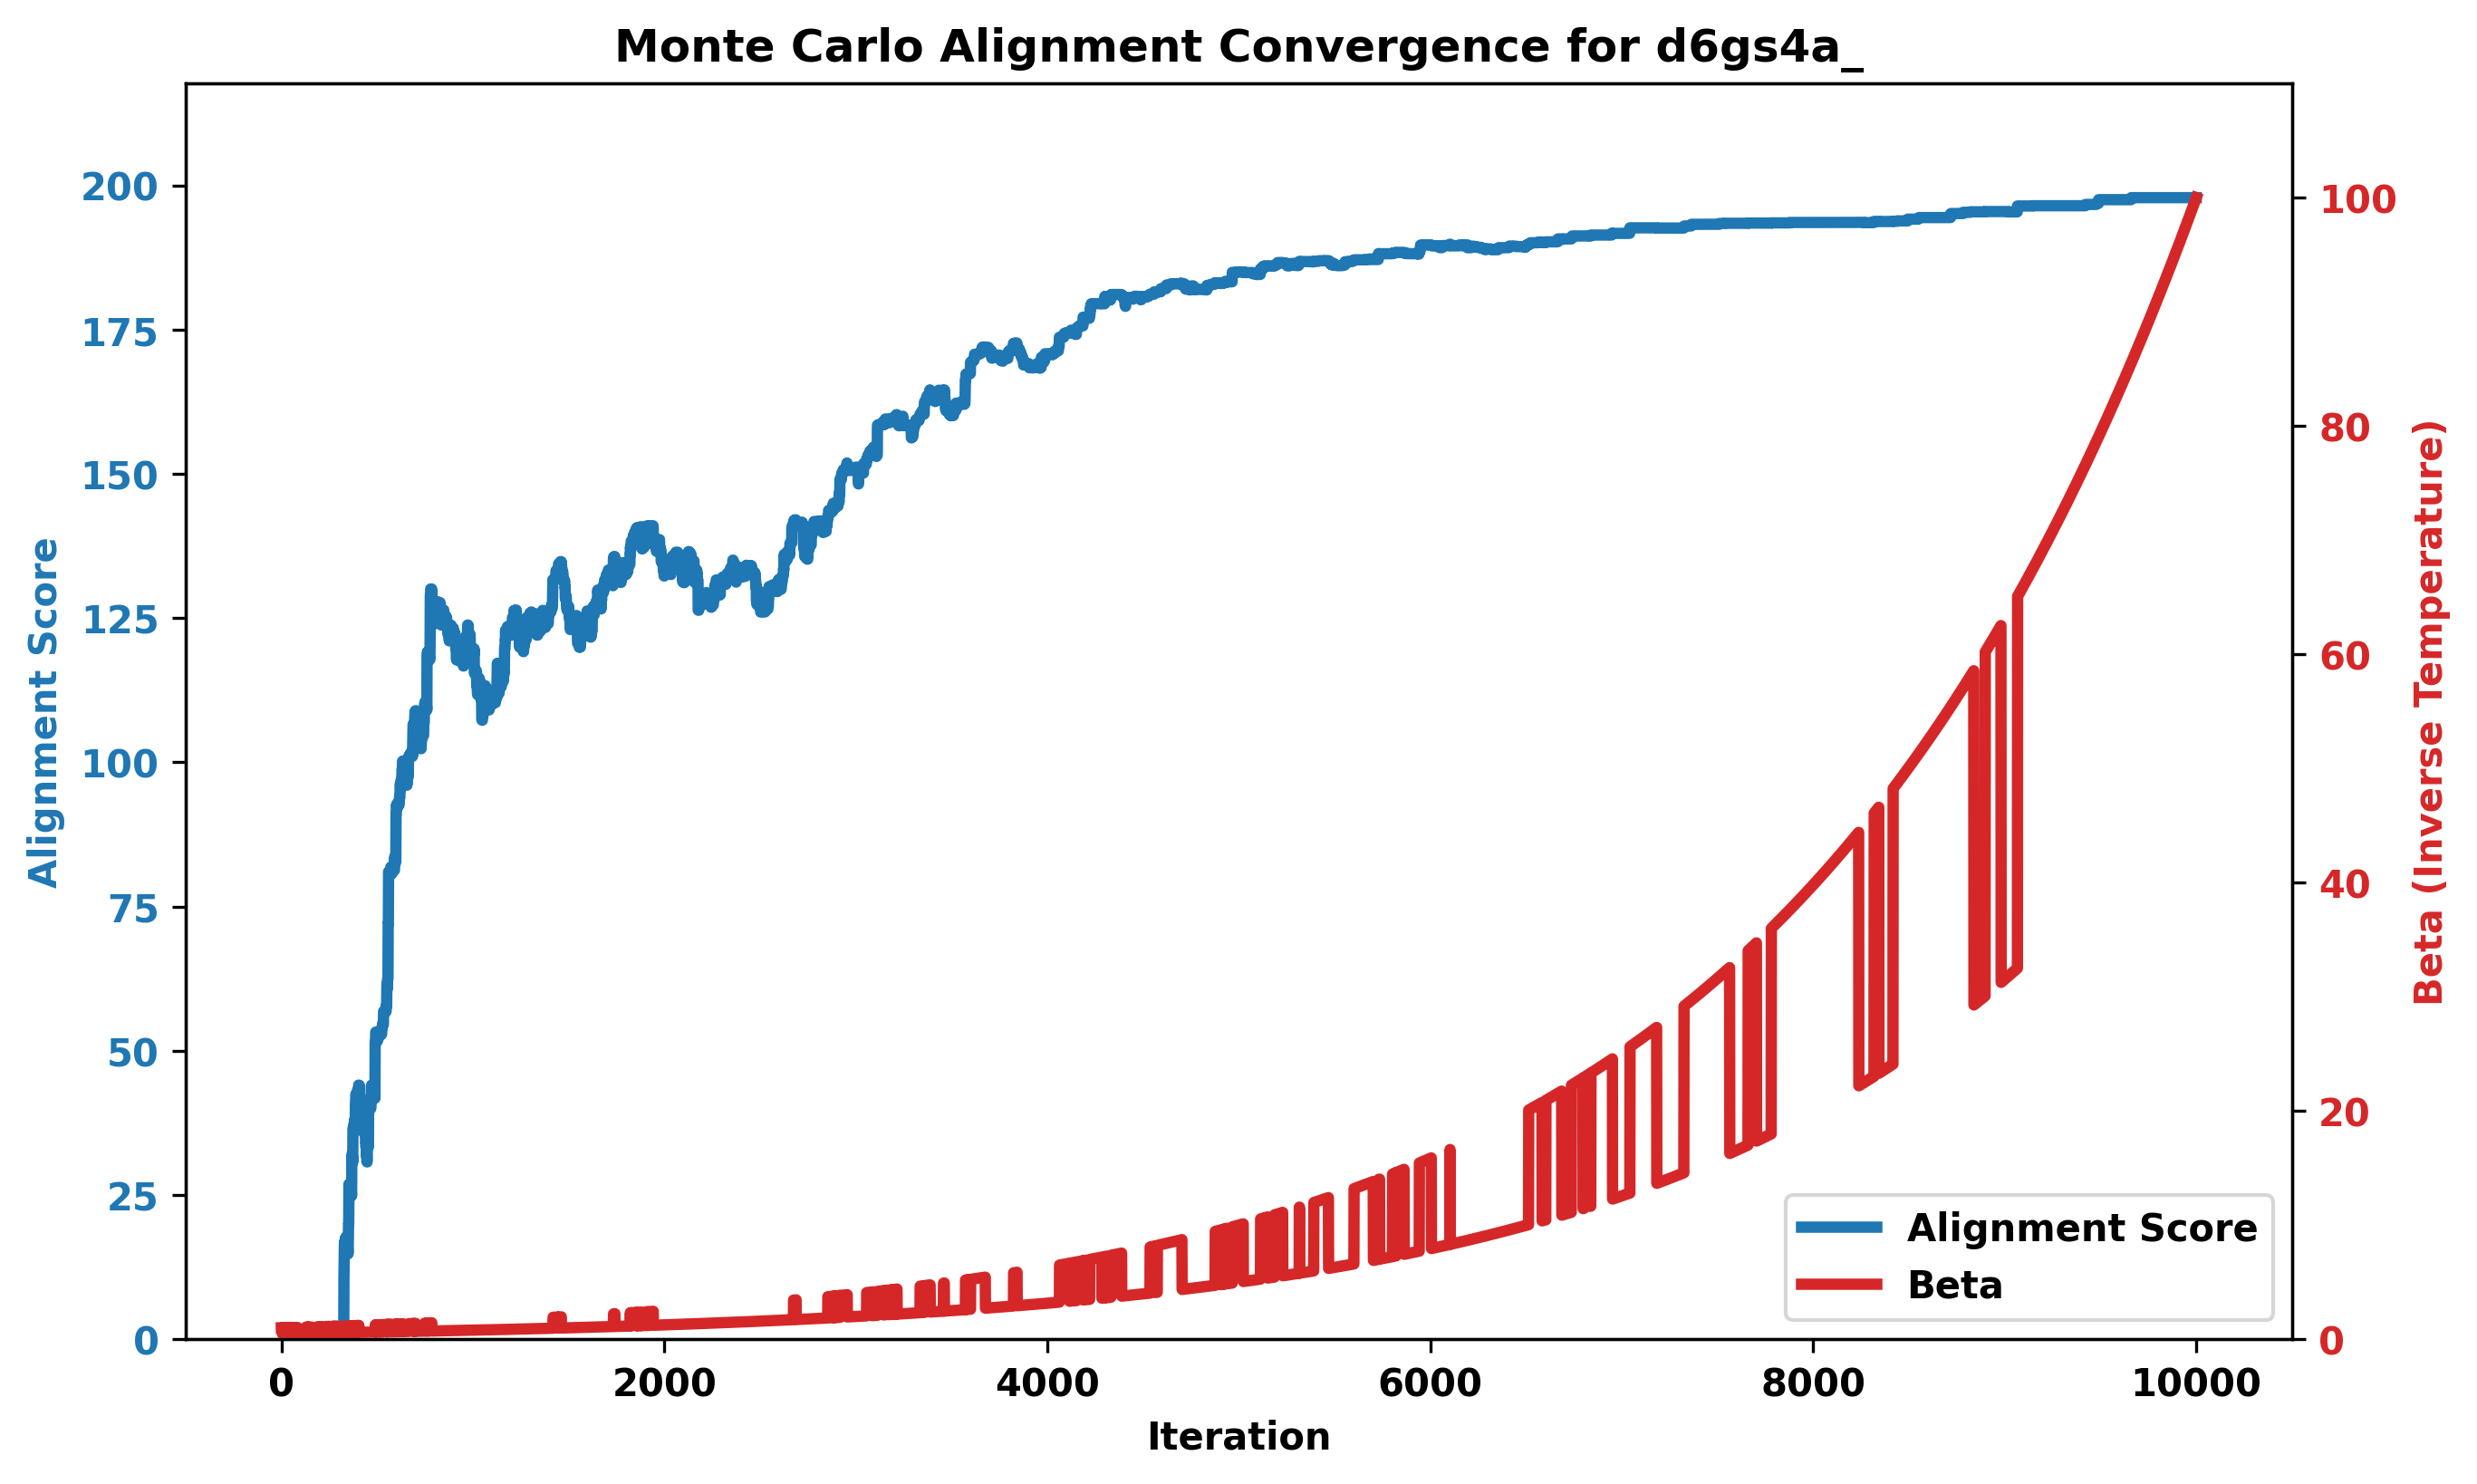 Monte Carlo Alignment Convergence for d6gs4a_
Alignment Score
200
175
150
125
100
75
50
25
0
100
80
60
40
20
0
Beta (Inverse Temperature)
Alignment Score
Beta
0 2000 4000 6000 8000 10000
Iteration